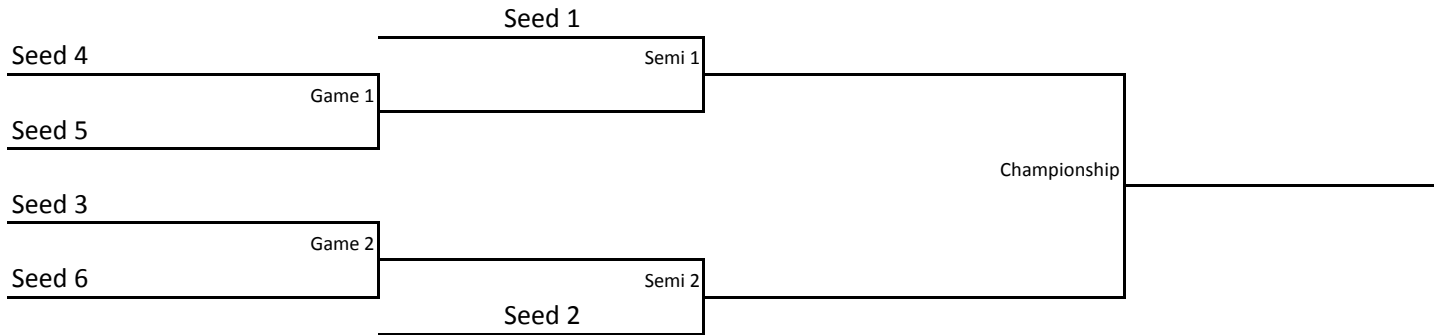 Seed 1
Seed 4
Semi 1
Game 1
Seed 5
Championship
Seed 3
Game 2
Seed 6
Semi 2
Seed 2